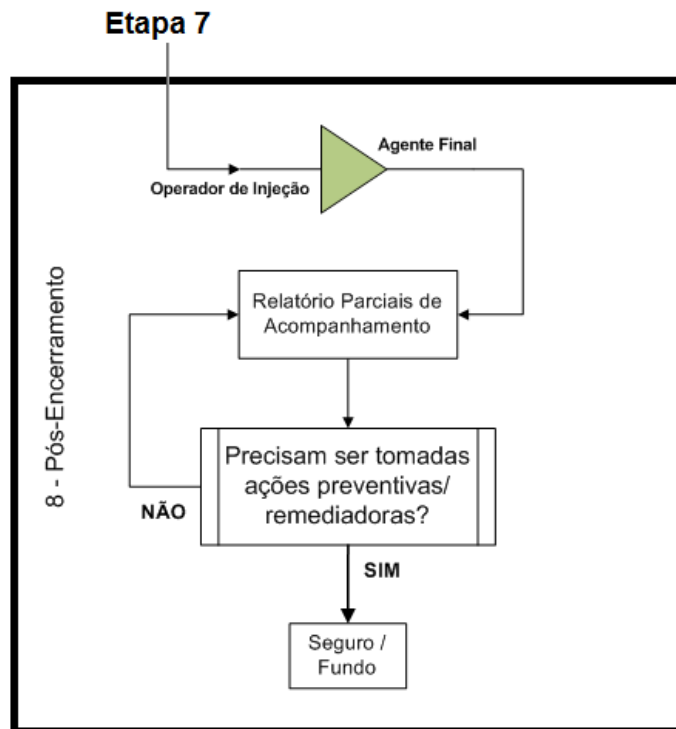 Etapa 7
Agente Final
Operador de Injeção
8 - Pós-Encerramento
Relatório Parciais de
Acompanhamento
Precisam ser tomadas
ações preventivas/
remediadoras?
NÃO
SIM
Seguro /
Fundo